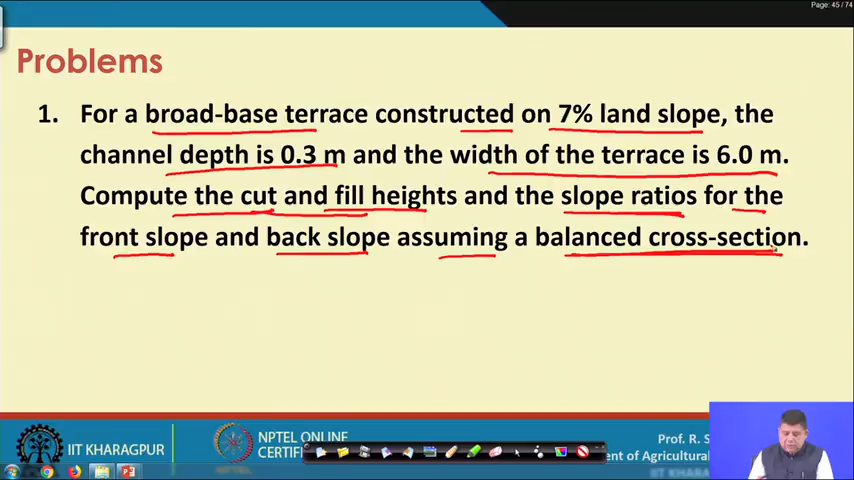 Page: 45 / 74
Problems
1. For a broad-base terrace constructed on 7% land slope, the
channel depth is 0.3 m and the width of the terrace is 6.0 m.
Compute the cut and fill heights and the slope ratios for the
front slope and back slope assuming a balanced cross-section.
IIT KHARAGPUR
NPTEL ONLINE
CERTIFI
Prof. R. S
ent of Agricultural
IIT KHARA